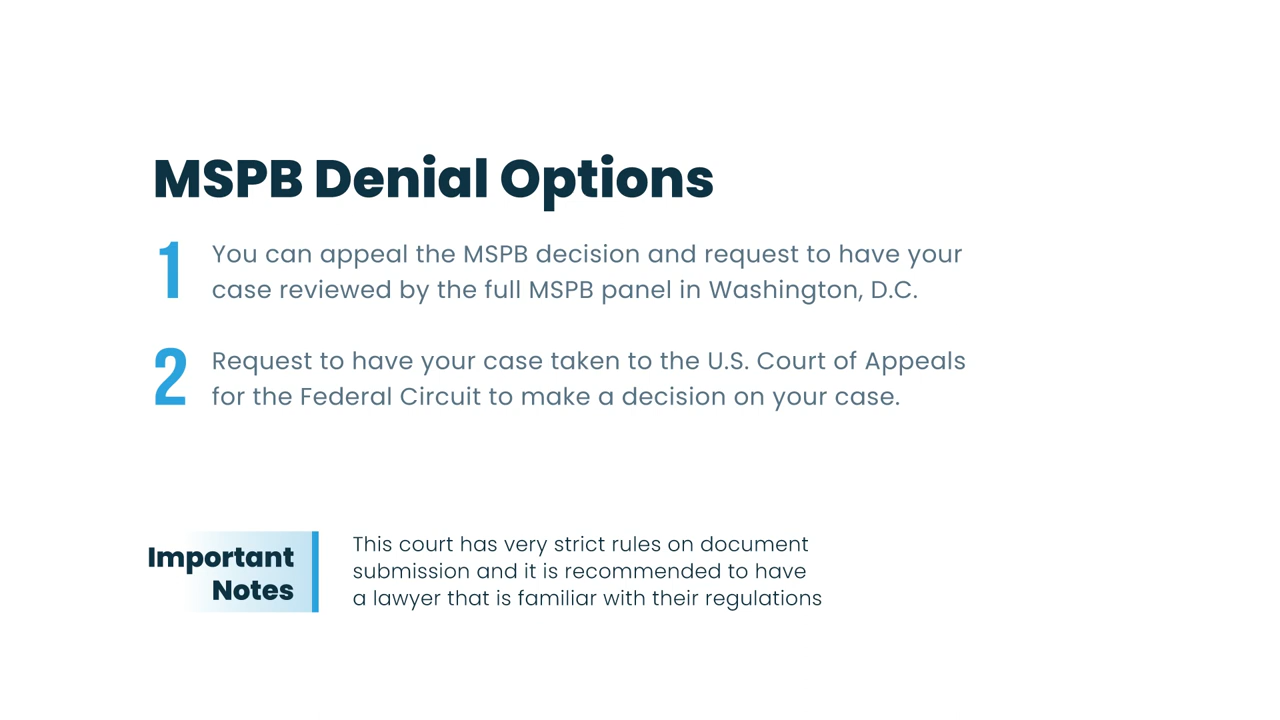 MSPB Denial Options
1 You can appeal the MSPB decision and request to have your
case reviewed by the full MSPB panel in Washington, D.C.
2 Request to have your case taken to the U.S. Court of Appeals
for the Federal Circuit to make a decision on your case.
Important
Notes
This court has very strict rules on document
submission and it is recommended to have
a lawyer that is familiar with their regulations